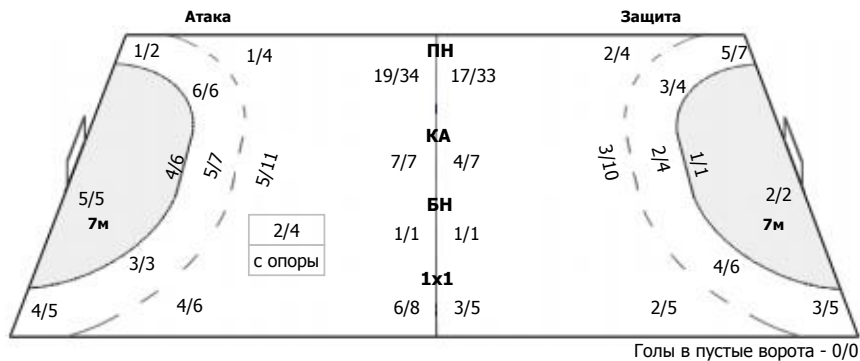 Атака Защита
1/2 1/4 ПН 2/4 5/7
6/6 19/34 17/33 3/4
КА
4/6 5/7 5/11 7/7 4/7 3/10 2/4 1/1
5/5 БН 2/2
7м 2/4 1/1 1/1 7м
3/3 с опоры 4/6
1х1
4/5 4/6 6/8 3/5 2/5 3/5
Голы в пустые ворота - 0/0